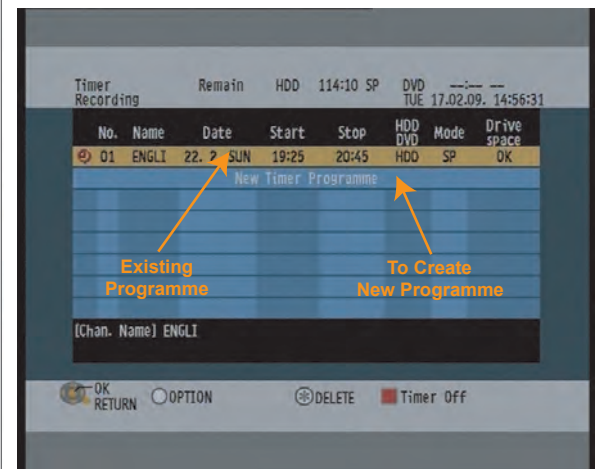 Timer Recording Remain HDD 114:10 SP DVD --:-- --
TUE 17.02.09. 14:56:31
No. Name Date Start Stop HDD DVD Mode Drive space
01 ENGLI 22. 2 SUN 19:25 20:45 HDD SP OK
New Timer Programme
Existing Programme
To Create New Programme
[Chan. Name] ENGLI
OK
RETURN OPTION DELETE Timer Off